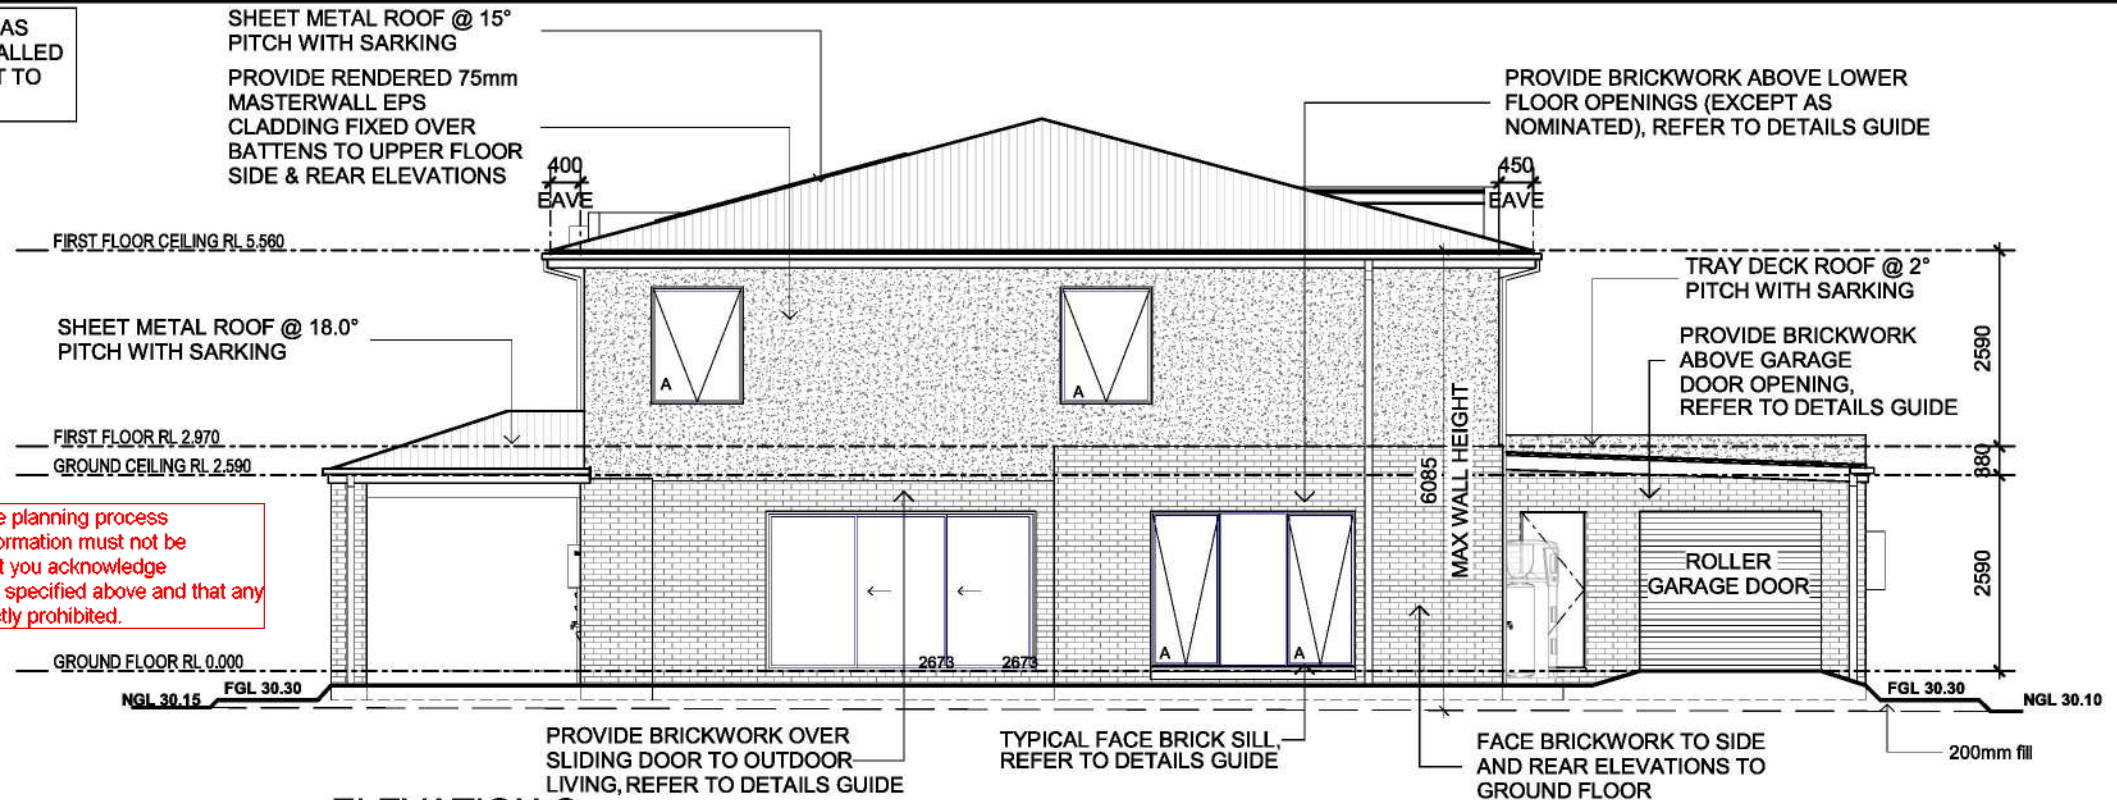 AS
ALLED
T TO
SHEET METAL ROOF @ 15°
PITCH WITH SARKING
PROVIDE RENDERED 75mm
MASTERWALL EPS
CLADDING FIXED OVER
BATTENS TO UPPER FLOOR
SIDE & REAR ELEVATIONS
400
EAVE
PROVIDE BRICKWORK ABOVE LOWER
FLOOR OPENINGS (EXCEPT AS
NOMINATED), REFER TO DETAILS GUIDE
450
EAVE
FIRST FLOOR CEILING RL 5.560
TRAY DECK ROOF @ 2°
PITCH WITH SARKING
SHEET METAL ROOF @ 18.0°
PITCH WITH SARKING
PROVIDE BRICKWORK
ABOVE GARAGE
DOOR OPENING,
REFER TO DETAILS GUIDE
2590
A
A
FIRST FLOOR RL 2.970
GROUND CEILING RL 2.590
380
6085
MAX WALL HEIGHT
e planning process
ormation must not be
t you acknowledge
specified above and that any
ctly prohibited.
ROLLER
GARAGE DOOR
2590
A
A
GROUND FLOOR RL 0.000
2673
2673
NGL 30.15
FGL 30.30
FGL 30.30
NGL 30.10
PROVIDE BRICKWORK OVER
SLIDING DOOR TO OUTDOOR
LIVING, REFER TO DETAILS GUIDE
TYPICAL FACE BRICK SILL,
REFER TO DETAILS GUIDE
FACE BRICKWORK TO SIDE
AND REAR ELEVATIONS TO
GROUND FLOOR
200mm fill
ELEVATION C